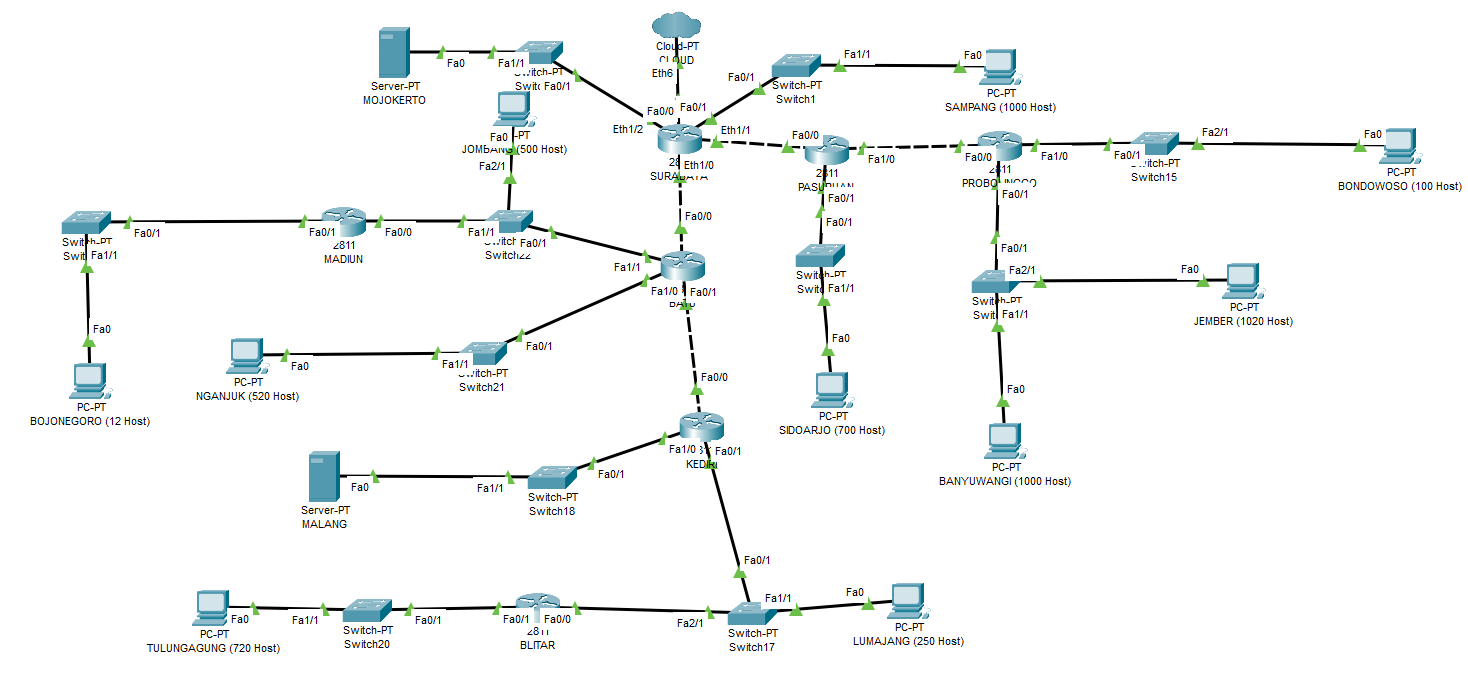 Cloud-PT
CLOUD
Eth6
Server-PT
MOJOKERTO
Fa0
Fa1/1
Fa0/1
Fa0/1
Fa1/1
Switch-PT
Switch1
Fa0
PC-PT
SAMPANG (1000 Host)
Fa0
JOMBANG (500 Host)
Fa2/1
Fa0/0
Fa0/1
Eth1/2
Eth1/1
Eth1/0
SURABAYA
Fa0/0
Fa1/0
2811
PASURUAN
Fa0/1
Fa0/0
Fa1/0
2811
PROBOLINGGO
Fa0/1
Fa0/1
Fa2/1
Switch-PT
Switch15
Fa0
PC-PT
BONDOWOSO (100 Host)
Switch-PT
Fa0/1
Fa1/1
Fa0/1
Fa0/0
2811
MADIUN
Fa1/1
Fa0/1
Switch22
Fa0/0
Fa1/1
Fa1/0
Fa0/1
BATU
Fa0/1
Switch-PT
Fa1/1
Fa0/1
Fa2/1
Switch-PT
Fa1/1
Fa0
PC-PT
JEMBER (1020 Host)
Fa0
PC-PT
BOJONEGORO (12 Host)
Fa0
PC-PT
NGANJUK (520 Host)
Fa1/1
Fa0/1
Switch-PT
Switch21
Fa0
PC-PT
SIDOARJO (700 Host)
Fa0
PC-PT
BANYUWANGI (1000 Host)
Fa0/0
Fa1/0
Fa0/1
KEDIRI
Fa0
Server-PT
MALANG
Fa1/1
Fa0/1
Switch-PT
Switch18
Fa0
PC-PT
TULUNGAGUNG (720 Host)
Fa1/1
Fa0/1
Switch-PT
Switch20
Fa0/1
Fa0/0
2811
BLITAR
Fa0/1
Fa2/1
Fa1/1
Switch-PT
Switch17
Fa0
PC-PT
LUMAJANG (250 Host)